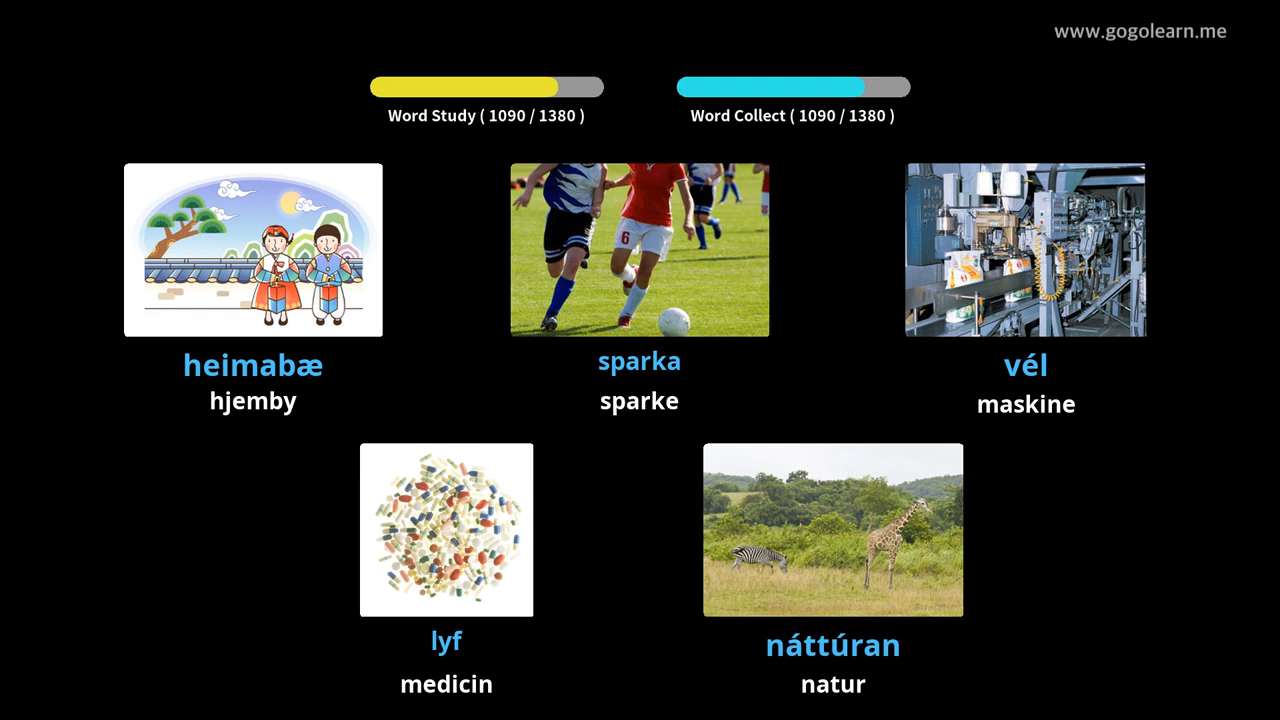 www.gogolearn.me
Word Study ( 1090 / 1380 )
Word Collect ( 1090 / 1380 )
heimabæ
hjemby
sparka
sparke
vél
maskine
lyf
medicin
náttúran
natur
6